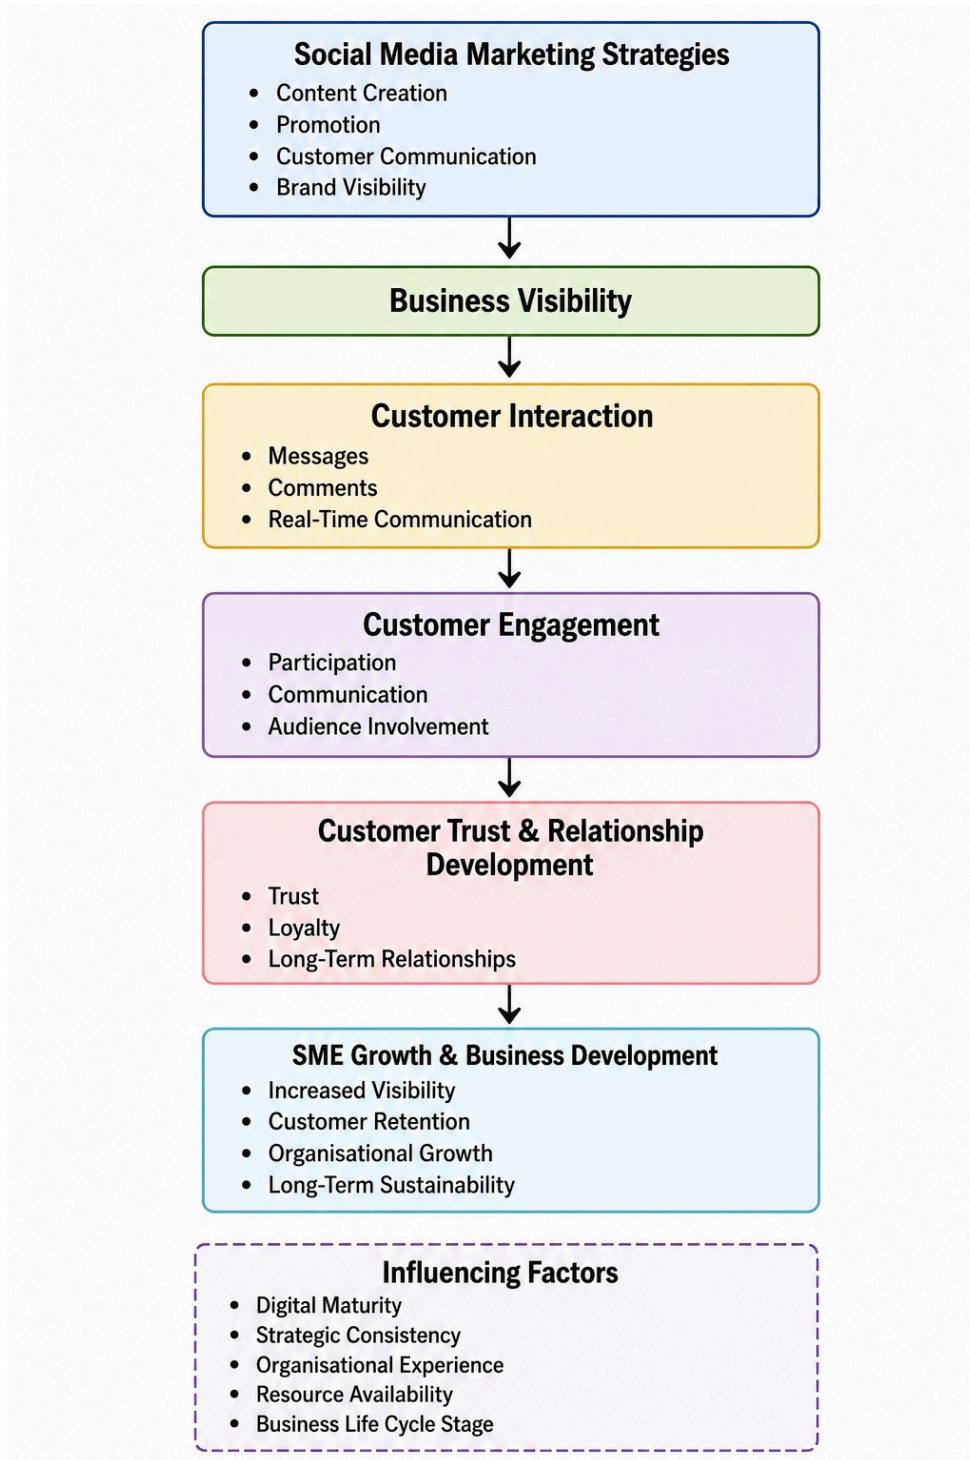 Social Media Marketing Strategies
• Content Creation
• Promotion
• Customer Communication
• Brand Visibility
Business Visibility
Customer Interaction
• Messages
• Comments
• Real-Time Communication
Customer Engagement
• Participation
• Communication
• Audience Involvement
Customer Trust & Relationship
Development
• Trust
• Loyalty
• Long-Term Relationships
SME Growth & Business Development
• Increased Visibility
• Customer Retention
• Organisational Growth
• Long-Term Sustainability
Influencing Factors
• Digital Maturity
• Strategic Consistency
• Organisational Experience
• Resource Availability
• Business Life Cycle Stage